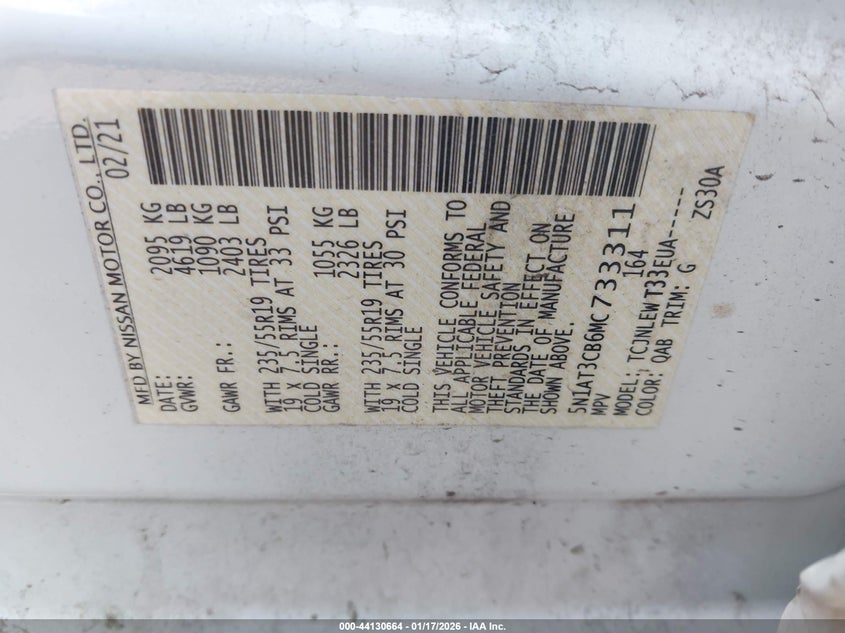 MFD BY NISSAN MOTOR CO., LTD.
DATE: 02/21
GVWR: 2095 KG
4619 LB
GAWR FR.: 1090 KG
2403 LB
WITH 235/55R19 TIRES
19 X 7.5 RIMS AT 33 PSI
COLD SINGLE
GAWR RR.: 1055 KG
2326 LB
WITH 235/55R19 TIRES
19 X 7.5 RIMS AT 30 PSI
COLD SINGLE
THIS VEHICLE CONFORMS TO
ALL APPLICABLE FEDERAL
MOTOR VEHICLE SAFETY AND
THEFT PREVENTION
STANDARDS IN EFFECT ON
THE DATE OF MANUFACTURE
SHOWN ABOVE.
5N1AT3CB6MC733311
MPV 164
MODEL: TCJNLEWT33EUA-----
COLOR: QAB TRIM: G ZS30A
000-44130664 - 01/17/2026 - IAA Inc.